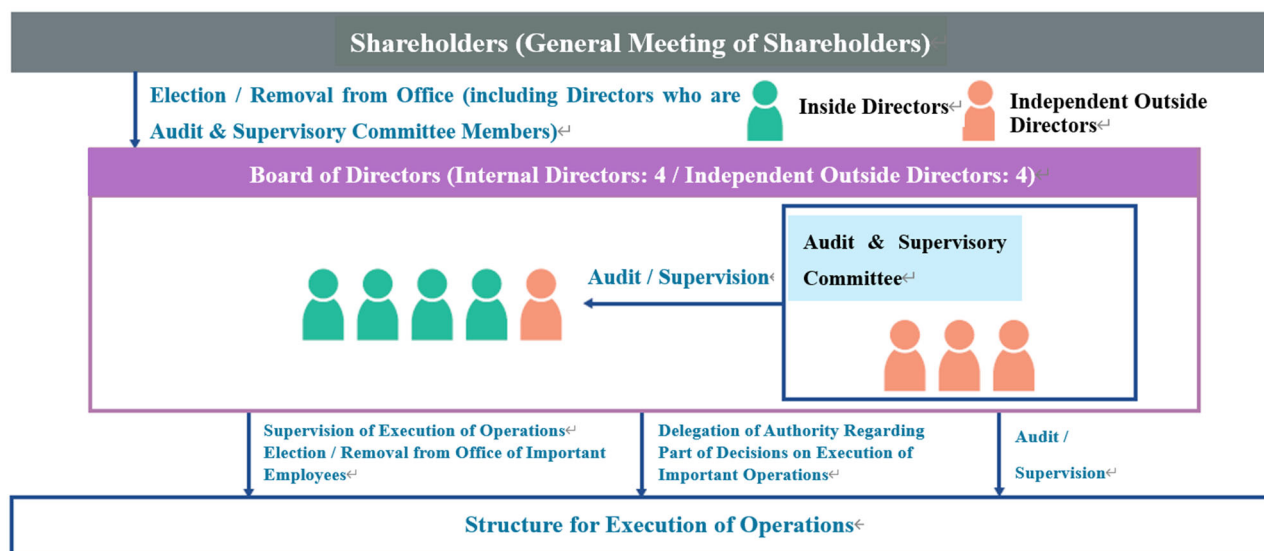 Shareholders (General Meeting of Shareholders)
Election / Removal from Office (including Directors who are
Audit & Supervisory Committee Members)
Inside Directors
Independent Outside
Directors
Board of Directors (Internal Directors: 4 / Independent Outside Directors: 4)
Audit & Supervisory
Committee
Audit / Supervision
Supervision of Execution of Operations
Election / Removal from Office of Important
Employees
Delegation of Authority Regarding
Part of Decisions on Execution of
Important Operations
Audit /
Supervision
Structure for Execution of Operations